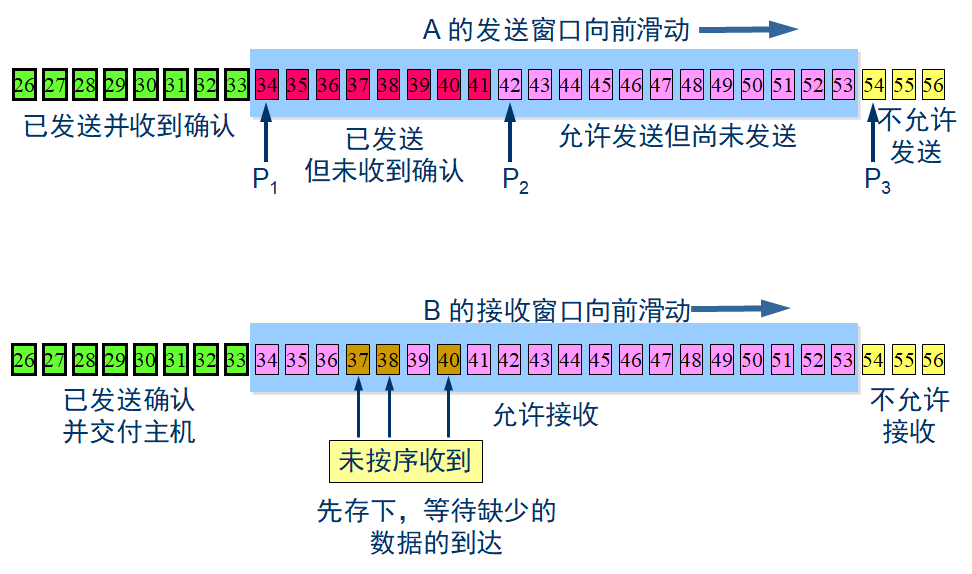 A 的发送窗口向前滑动
26 27 28 29 30 31 32 33 34 35 36 37 38 39 40 41 42 43 44 45 46 47 48 49 50 51 52 53 54 55 56
已发送并收到确认
已发送
但未收到确认
允许发送但尚未发送
不允许
发送
P1
P2
P3
B 的接收窗口向前滑动
26 27 28 29 30 31 32 33 34 35 36 37 38 39 40 41 42 43 44 45 46 47 48 49 50 51 52 53 54 55 56
已发送确认
并交付主机
允许接收
不允许
接收
未按序收到
先存下，等待缺少的
数据的到达